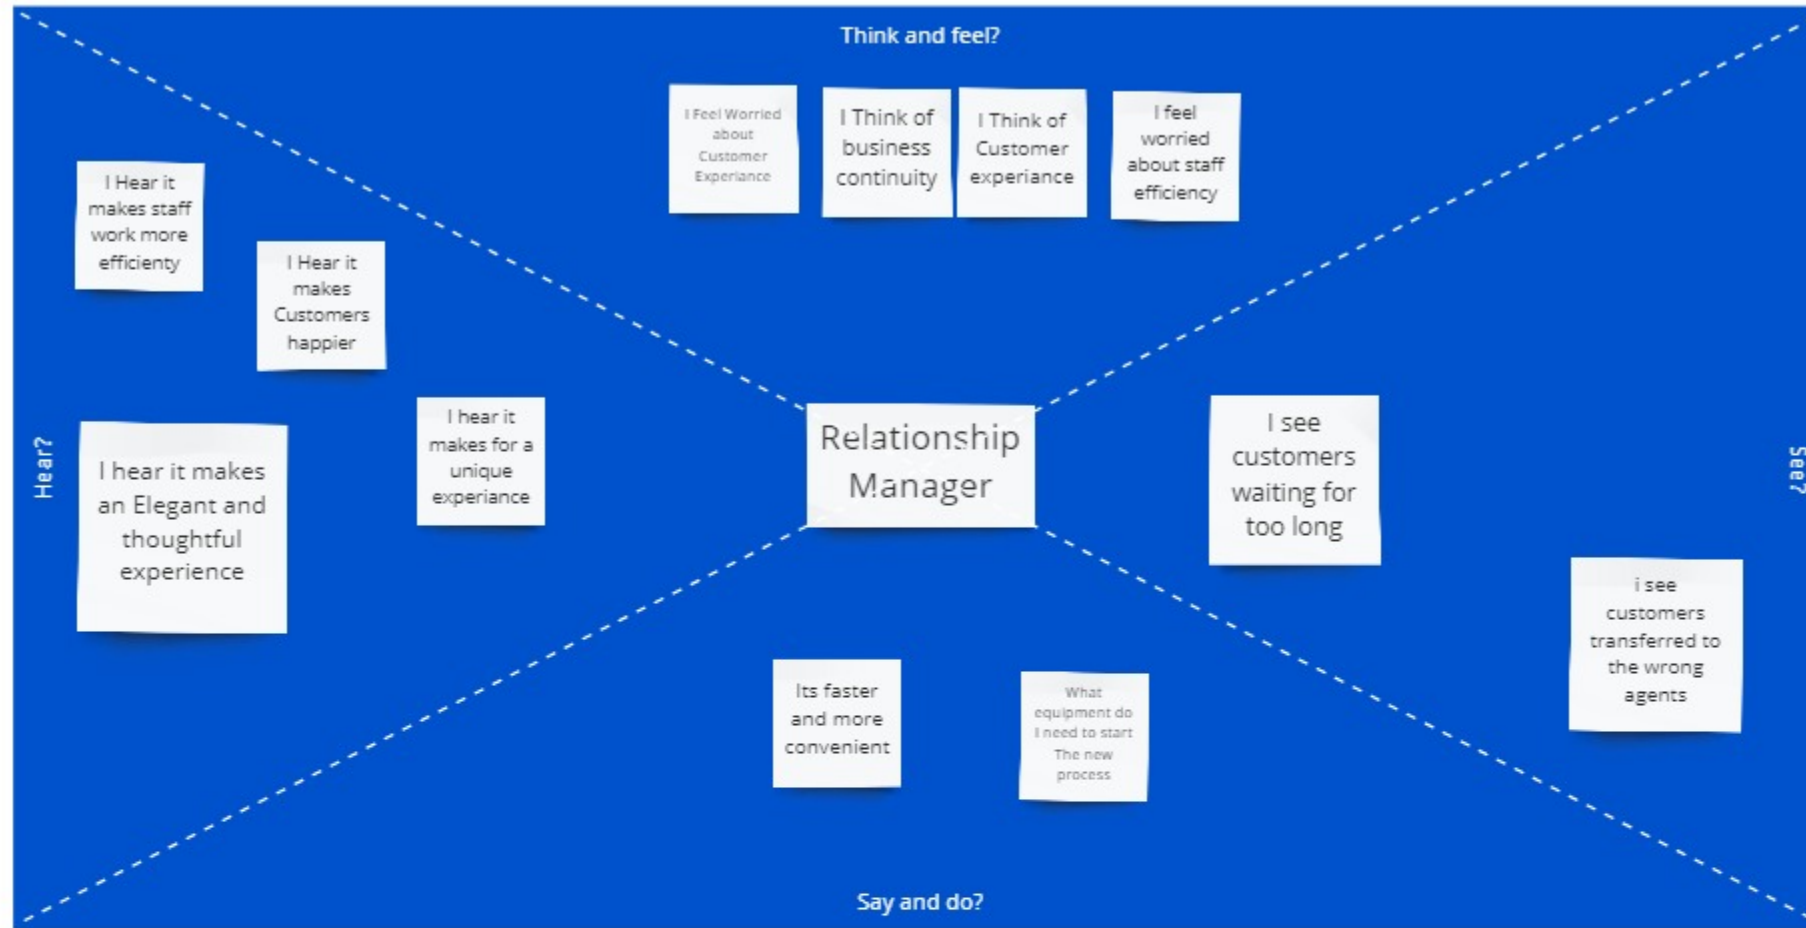 Think and feel?
I Feel Worried
about
Customer
Experiance
I Think of
business
continuity
I Think of
Customer
experiance
I feel
worried
about staff
efficiency
I Hear it
makes staff
work more
efficienty
I Hear it
makes
Customers
happier
I hear it
makes for a
unique
experiance
Hear?
I hear it makes
an Elegant and
thoughtful
experience
Relationship
Manager
I see
customers
waiting for
too long
See?
i see
customers
transferred to
the wrong
agents
Its faster
and more
convenient
What
equipment do
I need to start
The new
process
Say and do?